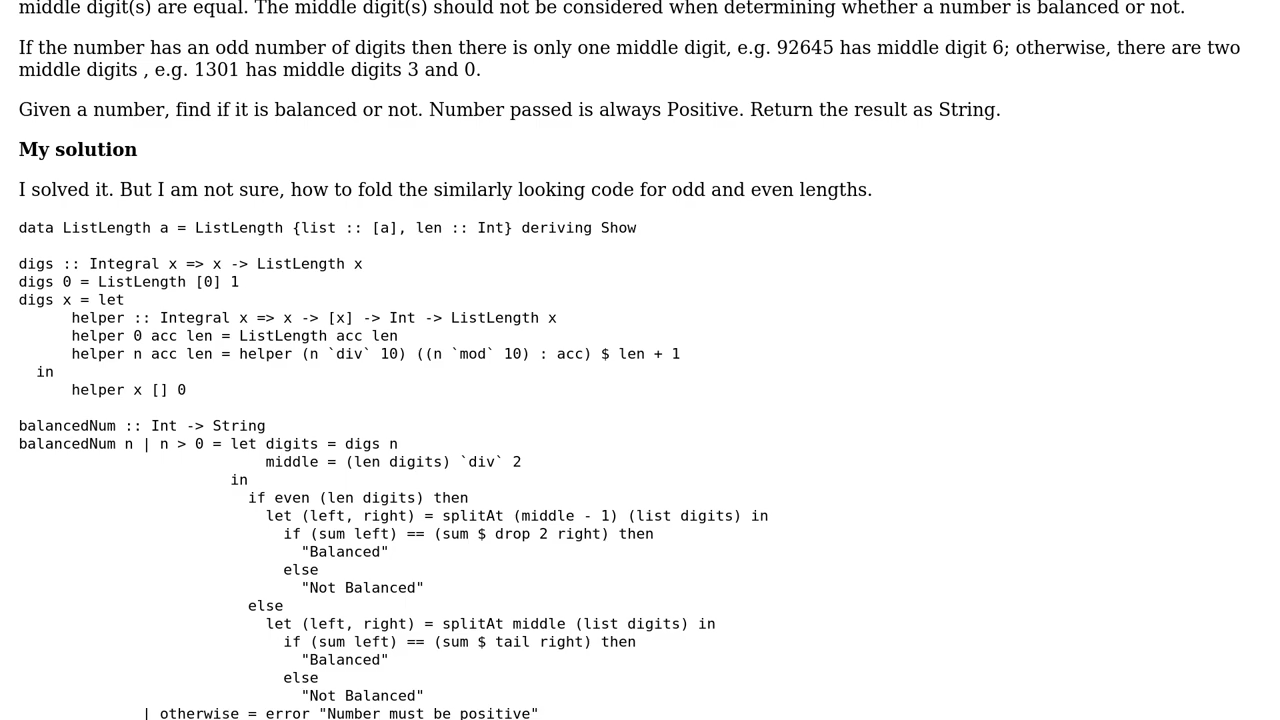 middle digit(s) are equal. The middle digit(s) should not be considered when determining whether a number is balanced or not.
If the number has an odd number of digits then there is only one middle digit, e.g. 92645 has middle digit 6; otherwise, there are two
middle digits , e.g. 1301 has middle digits 3 and 0.
Given a number, find if it is balanced or not. Number passed is always Positive. Return the result as String.
My solution
I solved it. But I am not sure, how to fold the similarly looking code for odd and even lengths.
data ListLength a = ListLength {list :: [a], len :: Int} deriving Show
digs :: Integral x => x -> ListLength x
digs 0 = ListLength [0] 1
digs x = let
      helper :: Integral x => x -> [x] -> Int -> ListLength x
      helper 0 acc len = ListLength acc len
      helper n acc len = helper (n `div` 10) ((n `mod` 10) : acc) $ len + 1
  in
      helper x [] 0
balancedNum :: Int -> String
balancedNum n | n > 0 = let digits = digs n
                            middle = (len digits) `div` 2
                        in
                          if even (len digits) then
                            let (left, right) = splitAt (middle - 1) (list digits) in
                              if (sum left) == (sum $ drop 2 right) then
                                "Balanced"
                              else
                                "Not Balanced"
                          else
                            let (left, right) = splitAt middle (list digits) in
                              if (sum left) == (sum $ tail right) then
                                "Balanced"
                              else
                                "Not Balanced"
              | otherwise = error "Number must be positive"